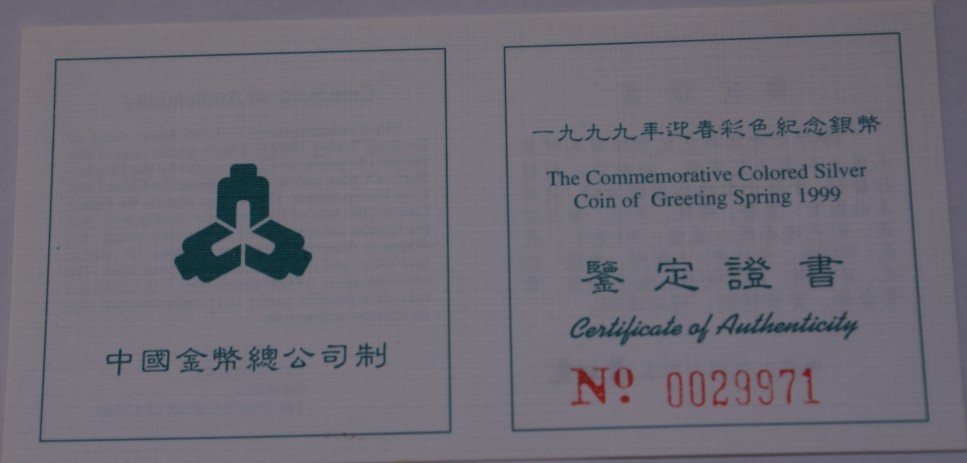 中國金幣總公司制
一九九九年迎春彩色紀念銀幣
The Commemorative Colored Silver
Coin of Greeting Spring 1999
鑒定證書
Certificate of Authenticity
Nº 0029971